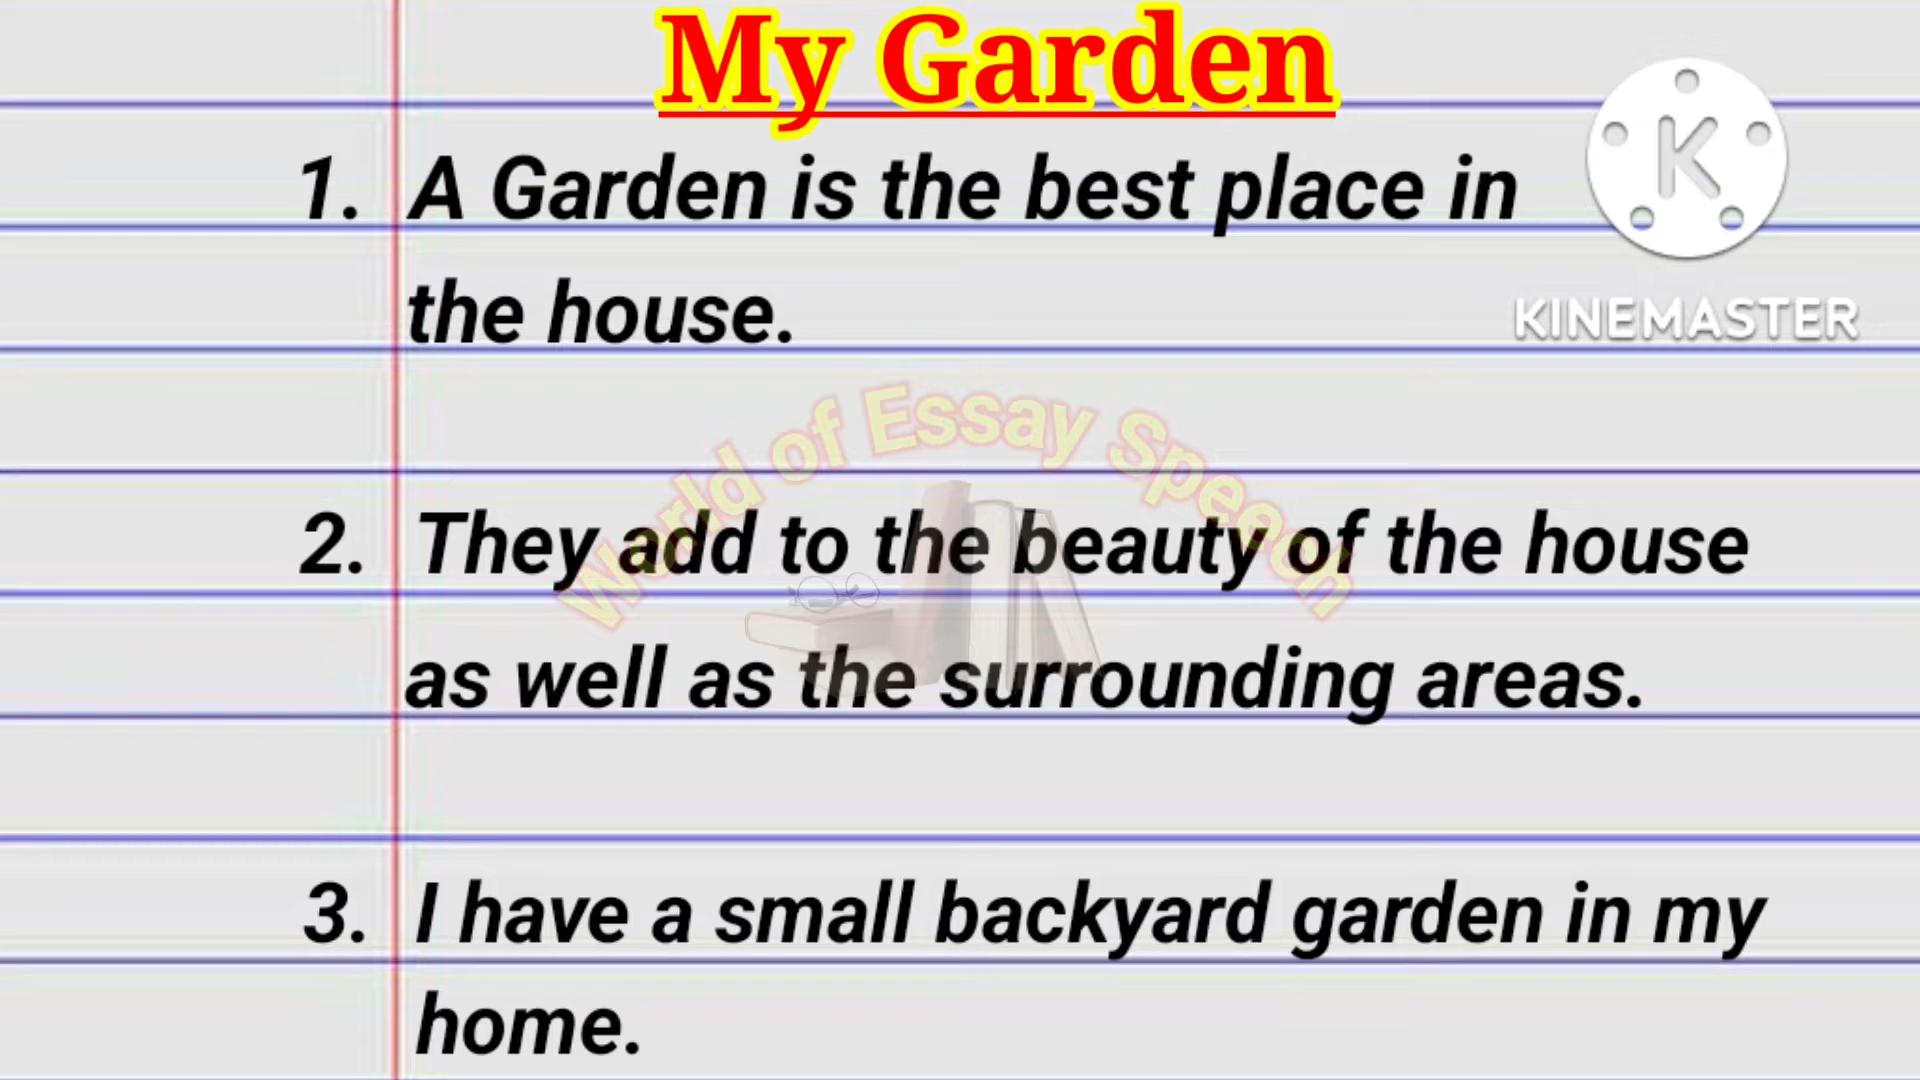 My Garden
1. A Garden is the best place in
the house.
KINEMASTER
World of Essay Speech
2. They add to the beauty of the house
as well as the surrounding areas.
3. I have a small backyard garden in my
home.